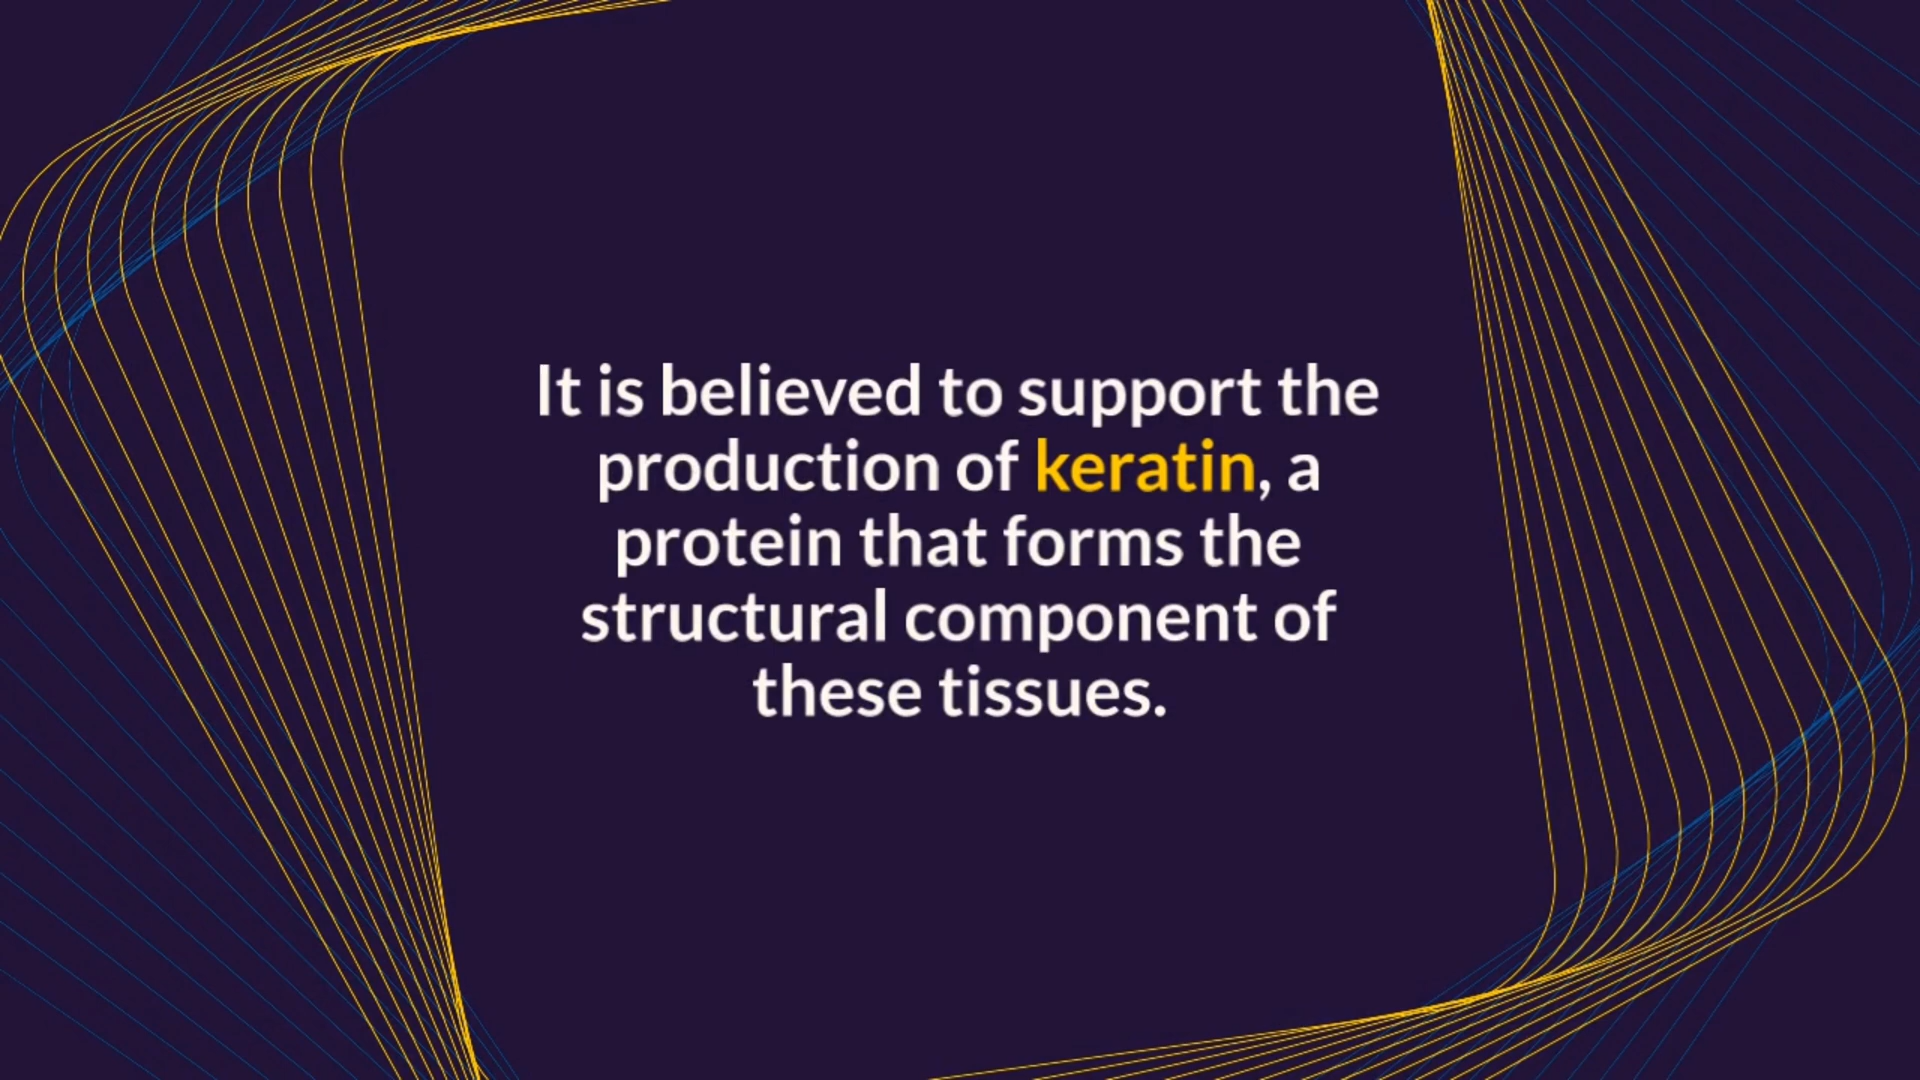 It is believed to support the
production of keratin, a
protein that forms the
structural component of
these tissues.